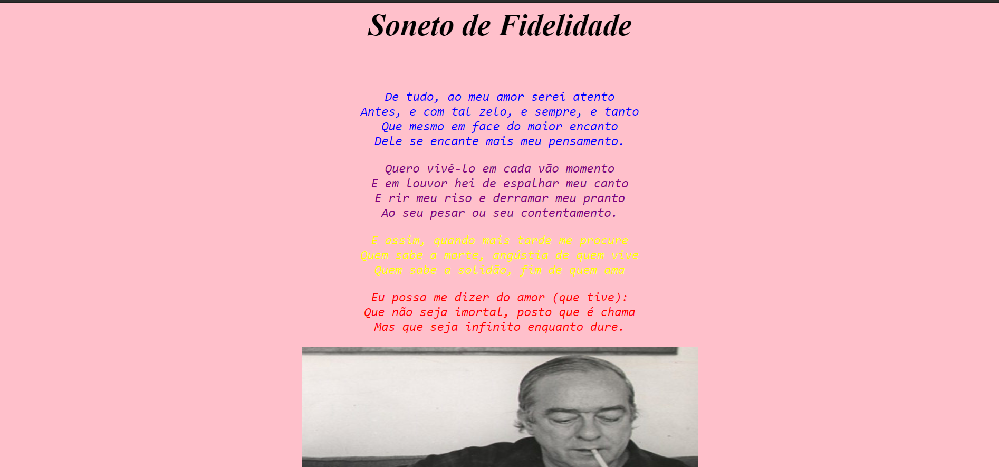 Soneto de Fidelidade
De tudo, ao meu amor serei atento
Antes, e com tal zelo, e sempre, e tanto
Que mesmo em face do maior encanto
Dele se encante mais meu pensamento.
Quero vivê-lo em cada vão momento
E em louvor hei de espalhar meu canto
E rir meu riso e derramar meu pranto
Ao seu pesar ou seu contentamento.
E assim, quando mais tarde me procure
Quem sabe a morte, angústia de quem vive
Quem sabe a solidão, fim de quem ama
Eu possa me dizer do amor (que tive):
Que não seja imortal, posto que é chama
Mas que seja infinito enquanto dure.